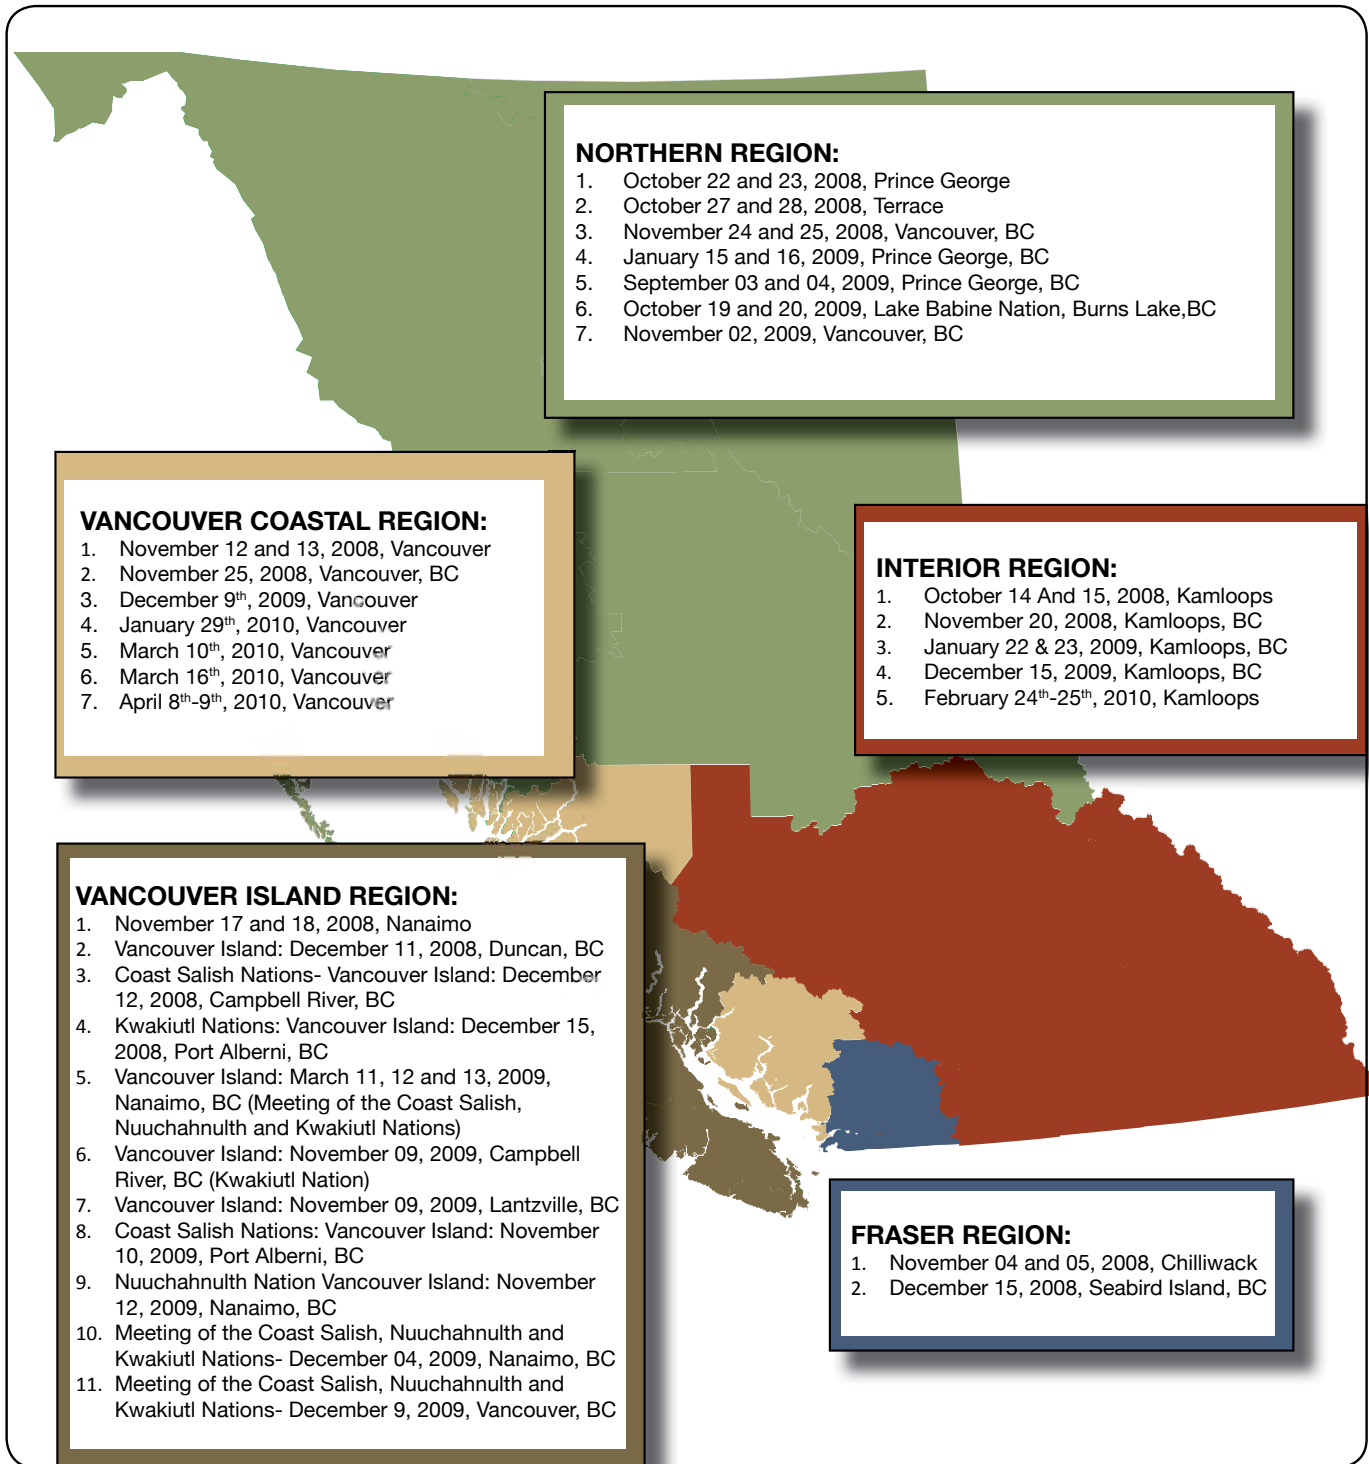 NORTHERN REGION:
1. October 22 and 23, 2008, Prince George
2. October 27 and 28, 2008, Terrace
3. November 24 and 25, 2008, Vancouver, BC
4. January 15 and 16, 2009, Prince George, BC
5. September 03 and 04, 2009, Prince George, BC
6. October 19 and 20, 2009, Lake Babine Nation, Burns Lake,BC
7. November 02, 2009, Vancouver, BC
VANCOUVER COASTAL REGION:
1. November 12 and 13, 2008, Vancouver
2. November 25, 2008, Vancouver, BC
3. December 9th, 2009, Vancouver
4. January 29th, 2010, Vancouver
5. March 10th, 2010, Vancouver
6. March 16th, 2010, Vancouver
7. April 8th-9th, 2010, Vancouver
INTERIOR REGION:
1. October 14 And 15, 2008, Kamloops
2. November 20, 2008, Kamloops, BC
3. January 22 & 23, 2009, Kamloops, BC
4. December 15, 2009, Kamloops, BC
5. February 24th-25th, 2010, Kamloops
VANCOUVER ISLAND REGION:
1. November 17 and 18, 2008, Nanaimo
2. Vancouver Island: December 11, 2008, Duncan, BC
3. Coast Salish Nations- Vancouver Island: December
12, 2008, Campbell River, BC
4. Kwakiutl Nations: Vancouver Island: December 15,
2008, Port Alberni, BC
5. Vancouver Island: March 11, 12 and 13, 2009,
Nanaimo, BC (Meeting of the Coast Salish,
Nuuchahnulth and Kwakiutl Nations)
6. Vancouver Island: November 09, 2009, Campbell
River, BC (Kwakiutl Nation)
7. Vancouver Island: November 09, 2009, Lantzville, BC
8. Coast Salish Nations: Vancouver Island: November
10, 2009, Port Alberni, BC
9. Nuuchahnulth Nation Vancouver Island: November
12, 2009, Nanaimo, BC
10. Meeting of the Coast Salish, Nuuchahnulth and
Kwakiutl Nations- December 04, 2009, Nanaimo, BC
11. Meeting of the Coast Salish, Nuuchahnulth and
Kwakiutl Nations- December 9, 2009, Vancouver, BC
FRASER REGION:
1. November 04 and 05, 2008, Chilliwack
2. December 15, 2008, Seabird Island, BC